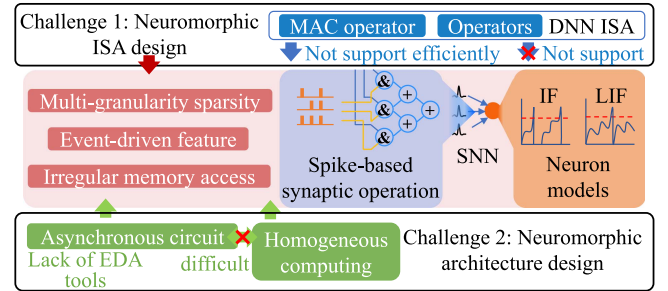 Challenge 1: Neuromorphic
ISA design
MAC operator
Operators
DNN ISA
Not support efficiently
Not support
Multi-granularity sparsity
Event-driven feature
Irregular memory access
&
&
&
+
+
+
Spike-based
synaptic operation
SNN
IF
LIF
Neuron
models
Asynchronous circuit
Lack of EDA
tools
difficult
Homogeneous
computing
Challenge 2: Neuromorphic
architecture design